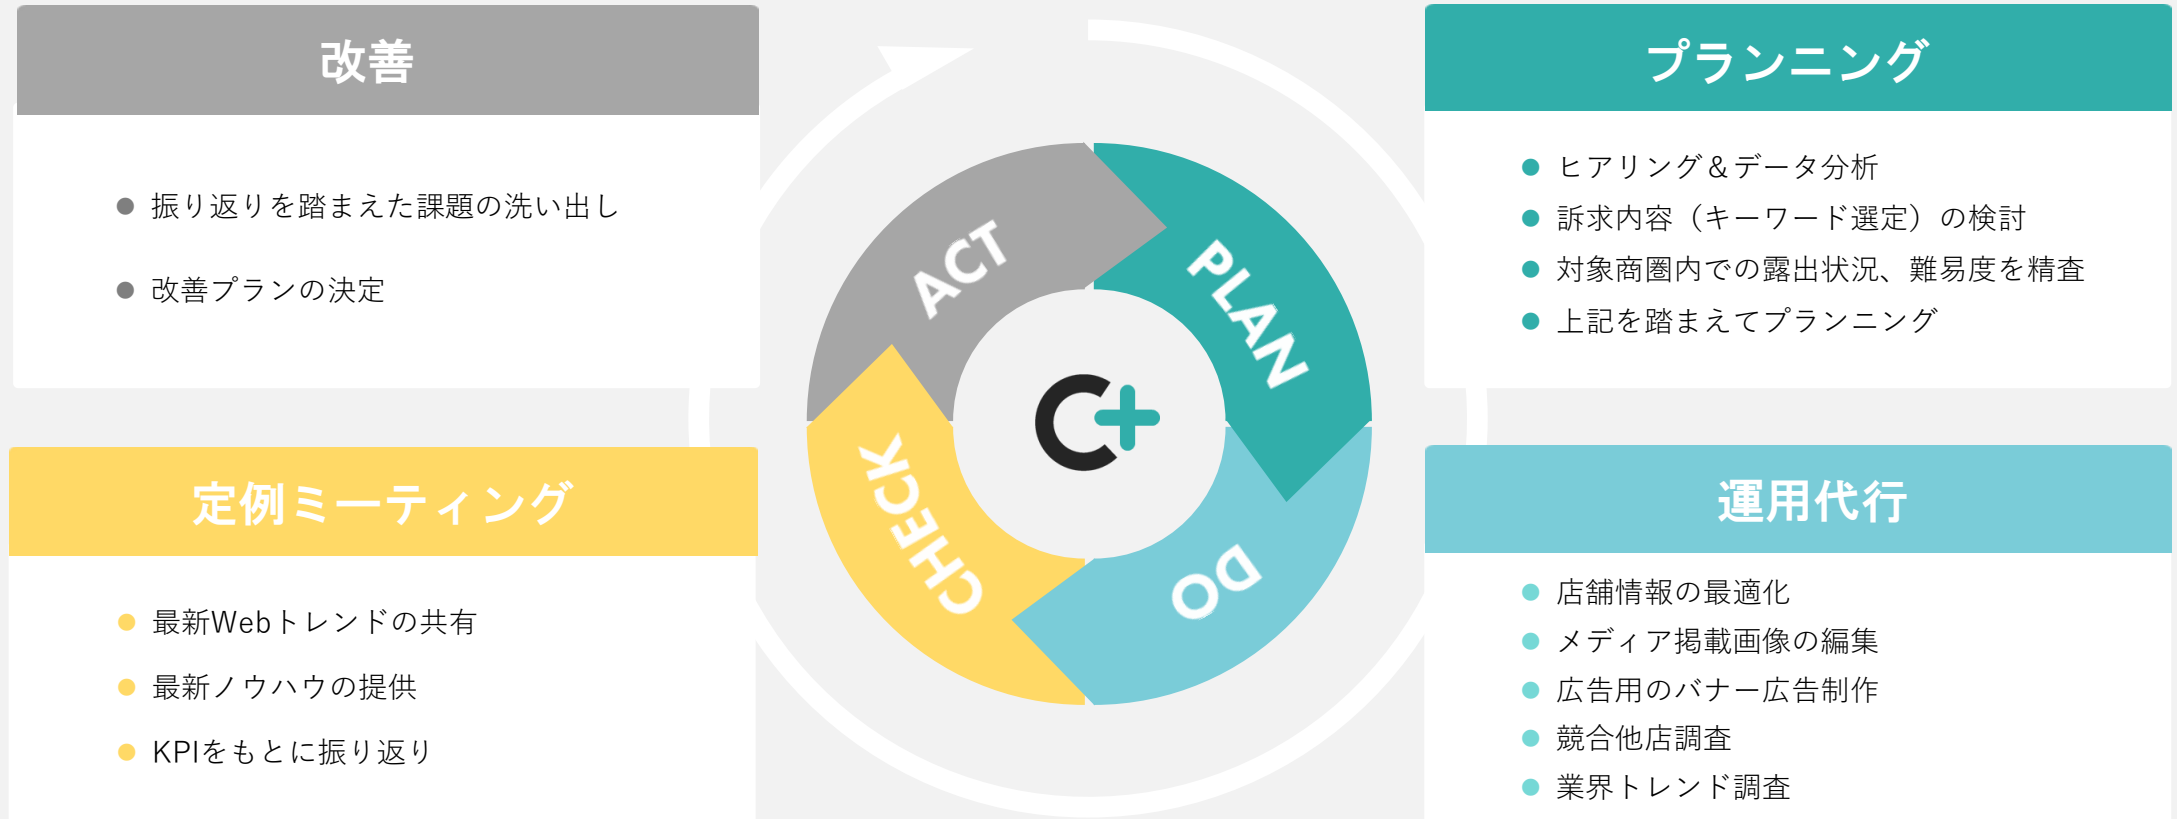 改善
振り返りを踏まえた課題の洗い出し
改善プランの決定
プランニング
ヒアリング＆データ分析
訴求内容（キーワード選定）の検討
対象商圏内での露出状況、難易度を精査
上記を踏まえてプランニング
ACT
PLAN
C+
CHECK
DO
定例ミーティング
最新Webトレンドの共有
最新ノウハウの提供
KPIをもとに振り返り
運用代行
店舗情報の最適化
メディア掲載画像の編集
広告用のバナー広告制作
競合他店調査
業界トレンド調査